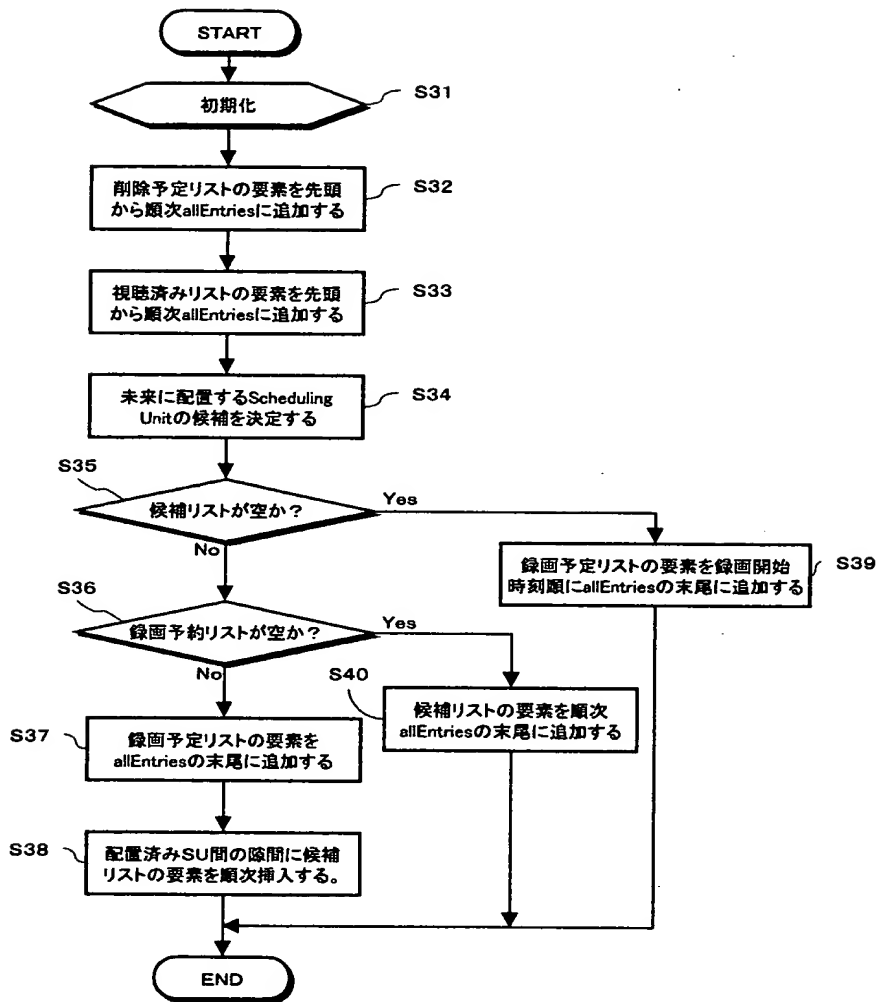 START
初期化
S31
削除予定リストの要素を先頭
から順次allEntriesに追加する
S32
視聴済みリストの要素を先頭
から順次allEntriesに追加する
S33
未来に配置するScheduling
Unitの候補を決定する
S34
S35
候補リストが空か？
Yes
No
録画予定リストの要素を録画開始
時刻順にallEntriesの末尾に追加する
S39
S36
録画予約リストが空か？
Yes
No
S40
候補リストの要素を順次
allEntriesの末尾に追加する
S37
録画予定リストの要素を
allEntriesの末尾に追加する
S38
配置済みSU間の隙間に候補
リストの要素を順次挿入する。
END